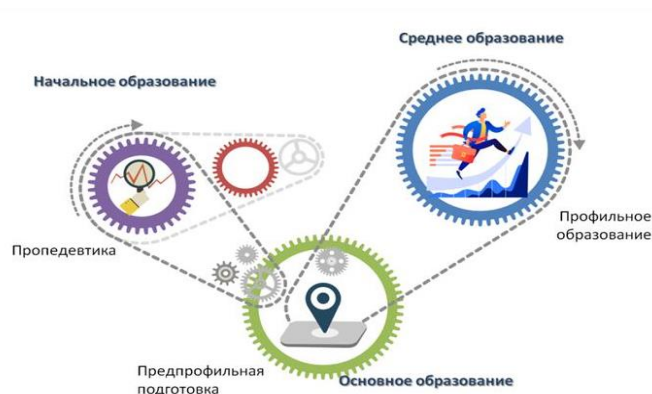 Среднее образование
Начальное образование
Профильное
образование
Пропедевтика
Предпрофильная
подготовка
Основное образование